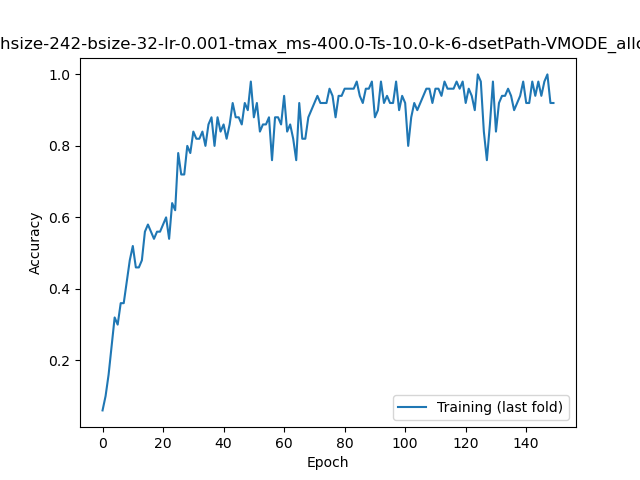 hsize-242-bsize-32-lr-0.001-tmax_ms-400.0-Ts-10.0-k-6-dsetPath-VMODE_allc
1.0
0.8
0.6
0.4
0.2
Accuracy
Training (last fold)
0 20 40 60 80 100 120 140
Epoch